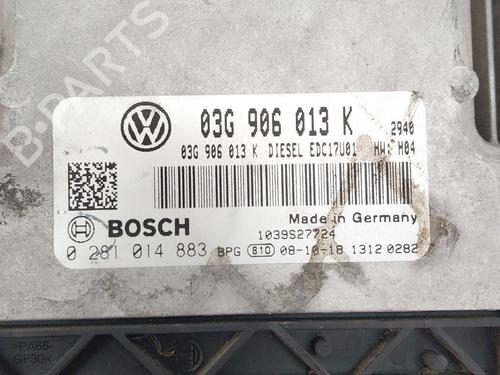 B-PARTS
03G 906 013 K 2940
03G 906 013 K DIESEL EDC17U01 HW: H04
Made in Germany
BOSCH
1039S27724
0 281 014 883 BPG 810 08-10-18 1312 0282
>PA66-
GF30<